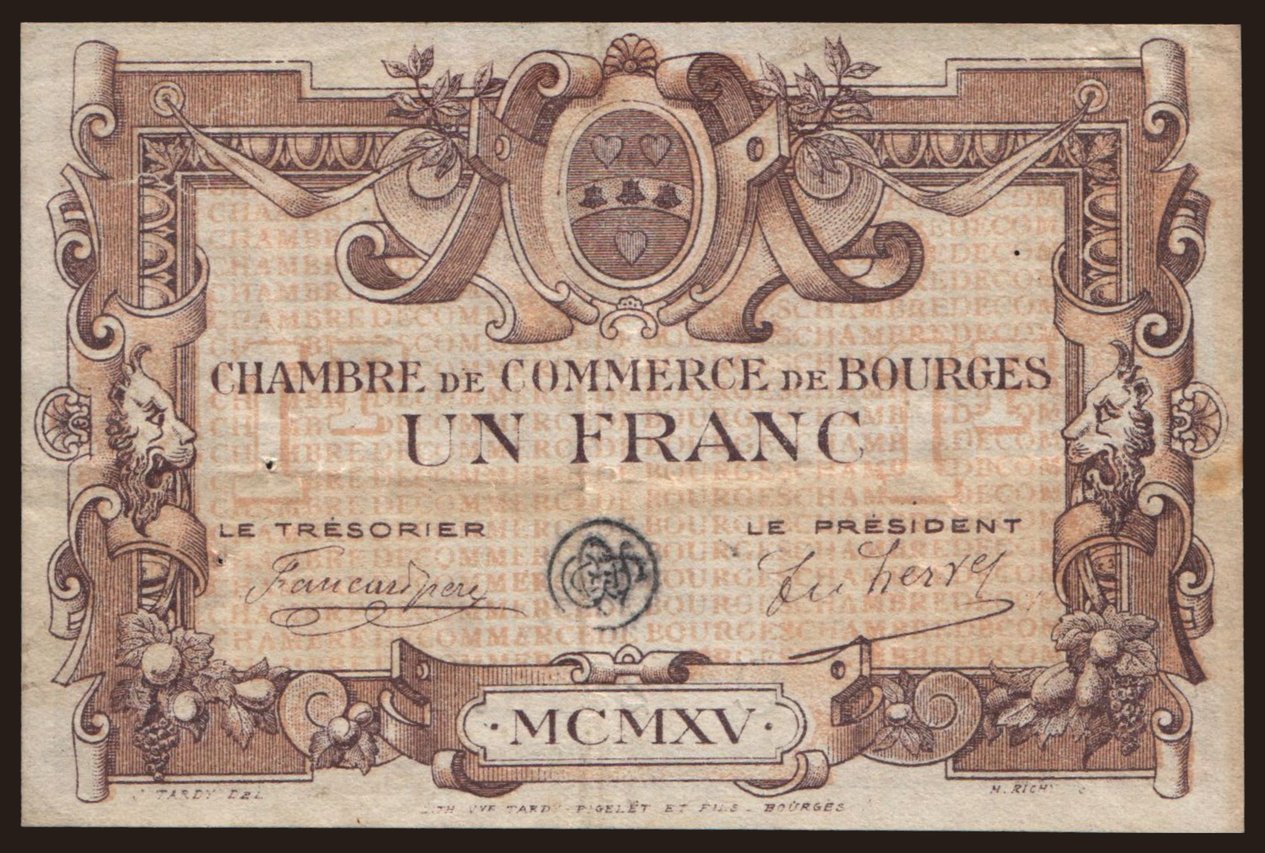 CHAMBRE DE COMMERCE DE BOURGES
UN FRANC
LE TRÉSORIER
LE PRÉSIDENT
· MCMXV ·
J. TARDY DEL
LITH. VVE TARDY-PIGELET ET FILS - BOURGES